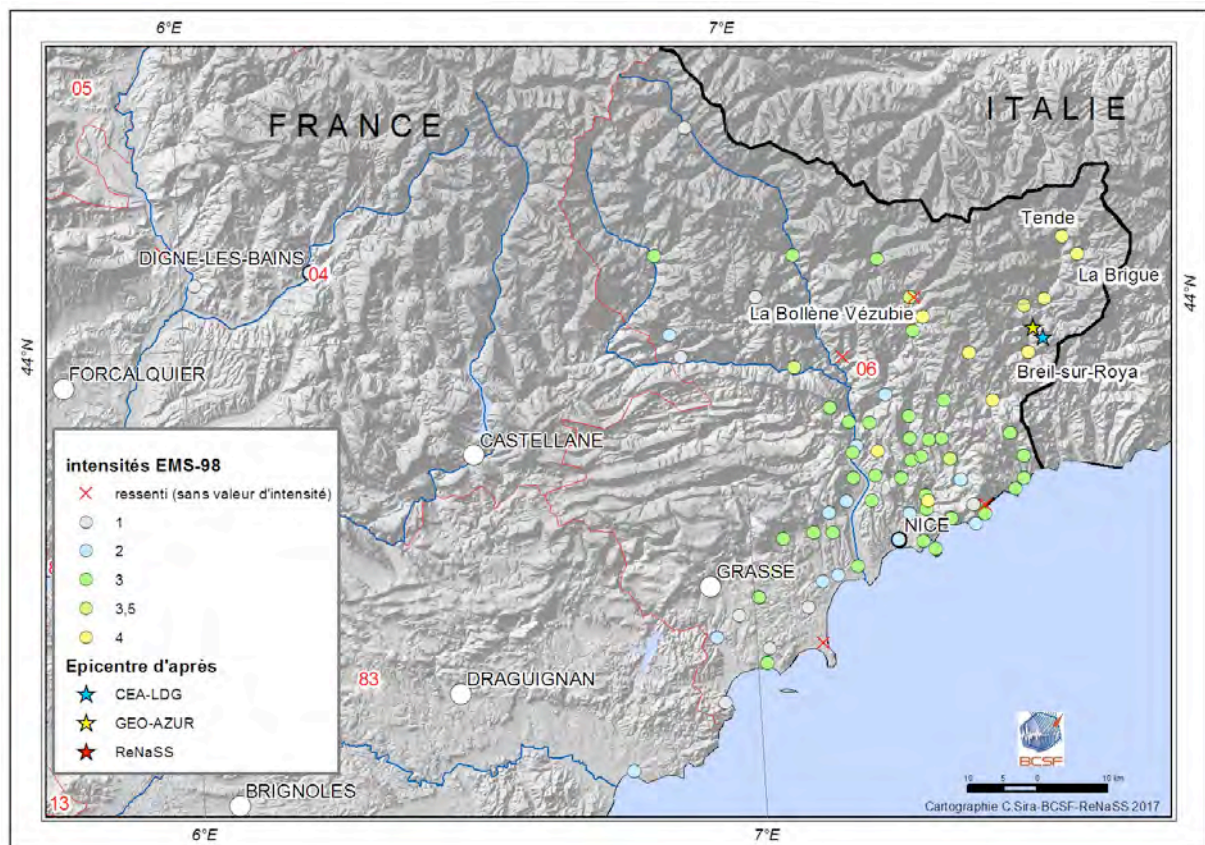 6°E
7°E
05
FRANCE
ITALIE
Tende
DIGNE-LES-BAINS
04
La Brigue
La Bollène Vézubie
44°N
44°N
06
FORCALQUIER
Breil-sur-Roya
CASTELLANE
intensités EMS-98
ressenti (sans valeur d'intensité)
1
2
3
3,5
4
Epicentre d'après
CEA-LDG
GEO-AZUR
ReNaSS
NICE
GRASSE
83
DRAGUIGNAN
BCSF
13
BRIGNOLES
10 5 0 10 km
Cartographie C.Sira-BCSF-ReNaSS 2017
6°E
7°E